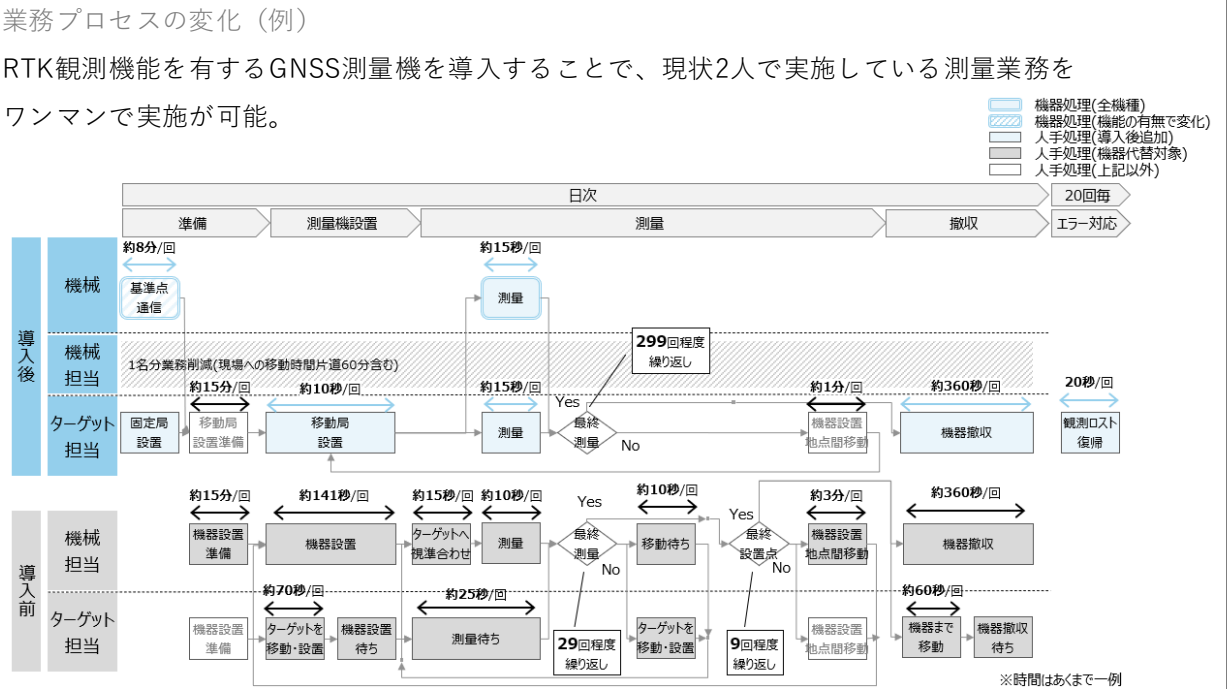 業務プロセスの変化（例）
RTK観測機能を有するGNSS測量機を導入することで、現状2人で実施している測量業務を
ワンマンで実施が可能。
機器処理(全機種)
機器処理(機能の有無で変化)
人手処理(導入後追加)
人手処理(機器代替対象)
人手処理(上記以外)
日次
20回毎
準備
測量機設置
測量
撤収
エラー対応
導入後
機械
約8分/回
基準点
通信
約15秒/回
測量
機械
担当
1名分業務削減(現場への移動時間片道60分含む)
299回程度
繰り返し
ターゲット
担当
固定局
設置
約15分/回
移動局
設置準備
約10秒/回
移動局
設置
約15秒/回
測量
Yes
最終
測量
No
約1分/回
機器設置
地点間移動
約360秒/回
機器撤収
20秒/回
観測ロスト
復帰
導入前
機械
担当
約15分/回
機器設置
準備
約141秒/回
機器設置
約15秒/回
ターゲットへ
視準合わせ
約10秒/回
測量
Yes
最終
測量
No
約10秒/回
移動待ち
Yes
最終
設置点
No
約3分/回
機器設置
地点間移動
約360秒/回
機器撤収
ターゲット
担当
機器設置
準備
約70秒/回
ターゲットを
移動・設置
機器設置
待ち
約25秒/回
測量待ち
29回程度
繰り返し
ターゲットを
移動・設置
9回程度
繰り返し
機器設置
地点間移動
約60秒/回
機器まで
移動
機器撤収
待ち
※時間はあくまで一例